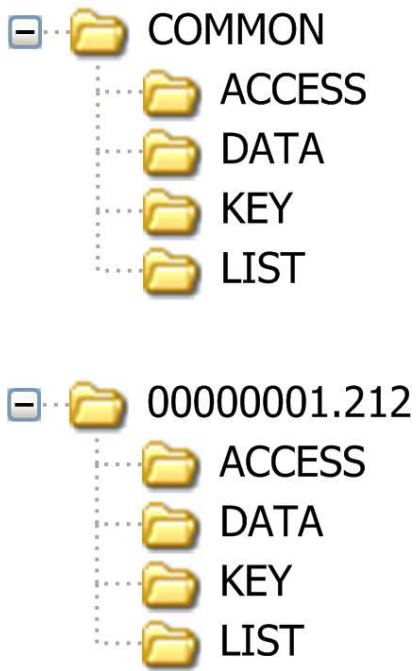 COMMON
ACCESS
DATA
KEY
LIST
00000001.212
ACCESS
DATA
KEY
LIST